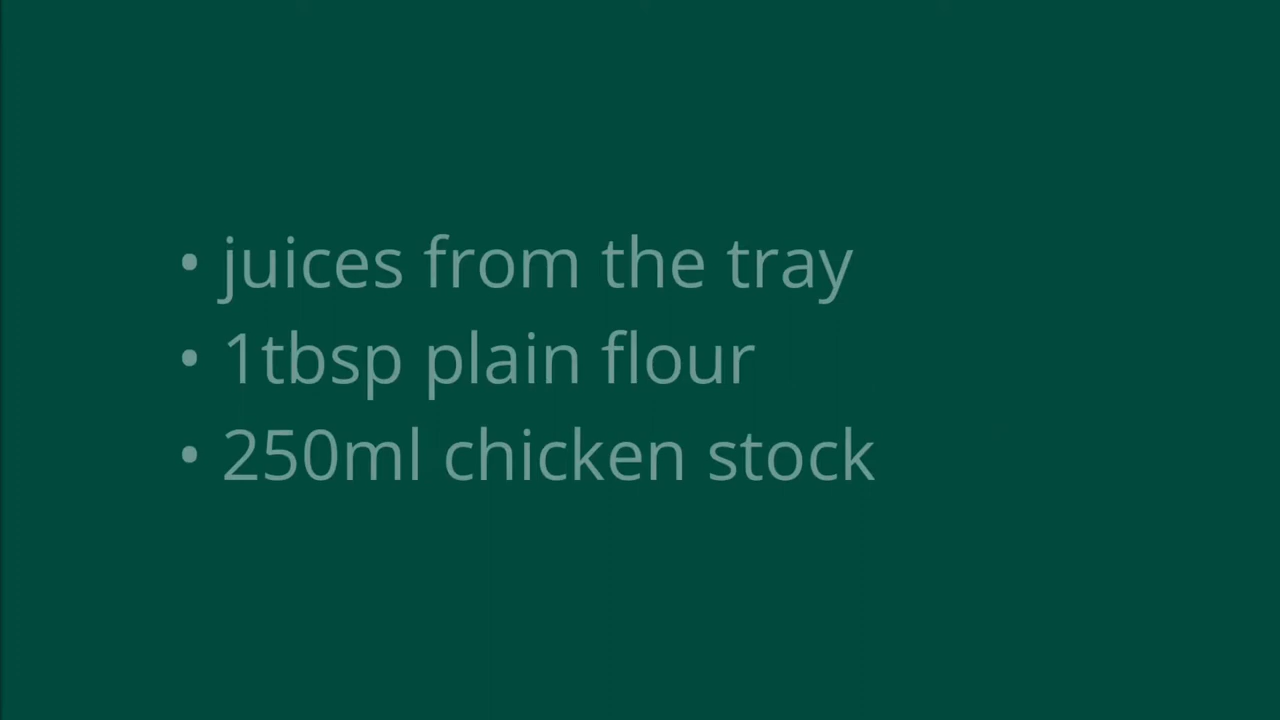 • juices from the tray
• 1tbsp plain flour
• 250ml chicken stock